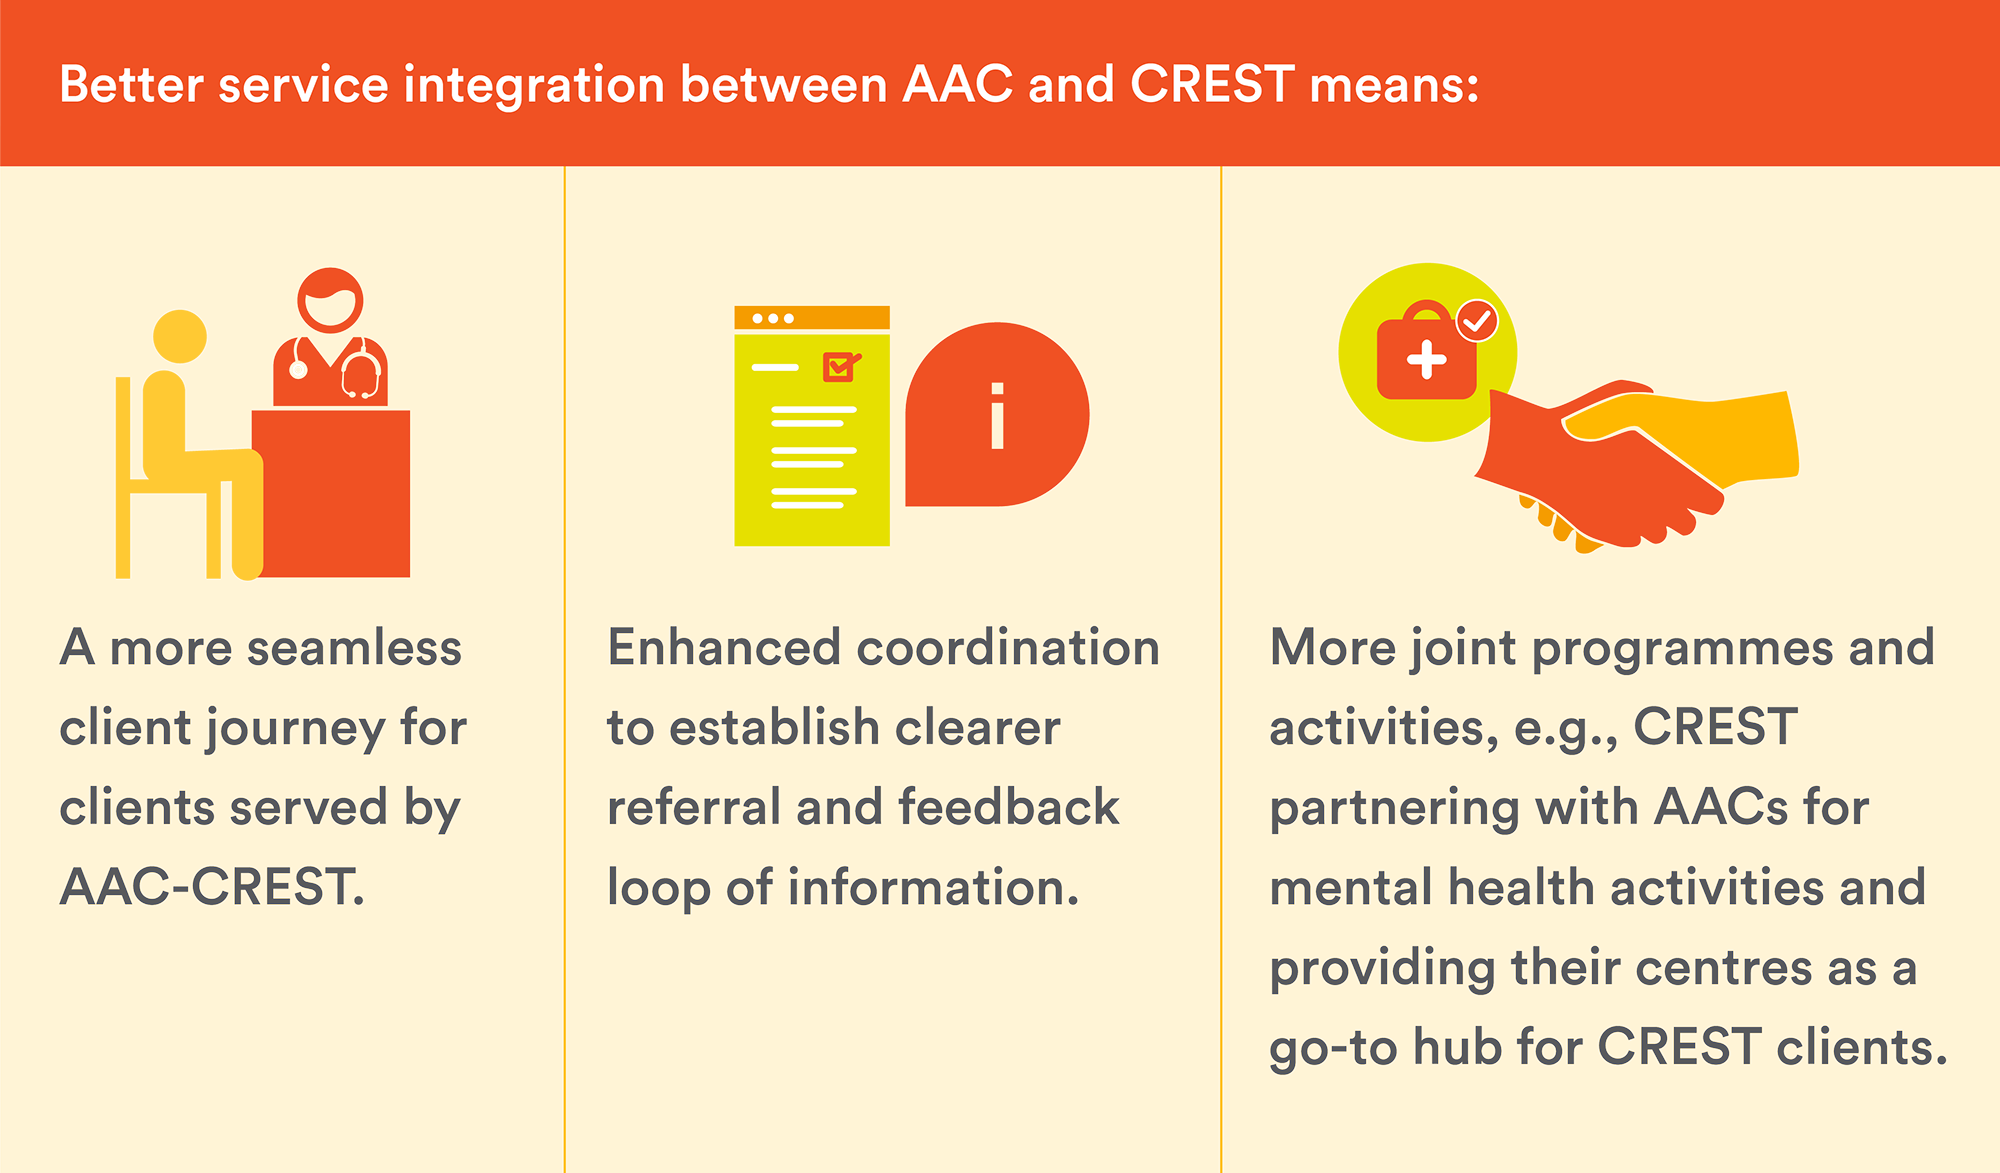 Better service integration between AAC and CREST means:
i
A more seamless
client journey for
clients served by
AAC-CREST.
Enhanced coordination
to establish clearer
referral and feedback
loop of information.
More joint programmes and
activities, e.g., CREST
partnering with AACs for
mental health activities and
providing their centres as a
go-to hub for CREST clients.